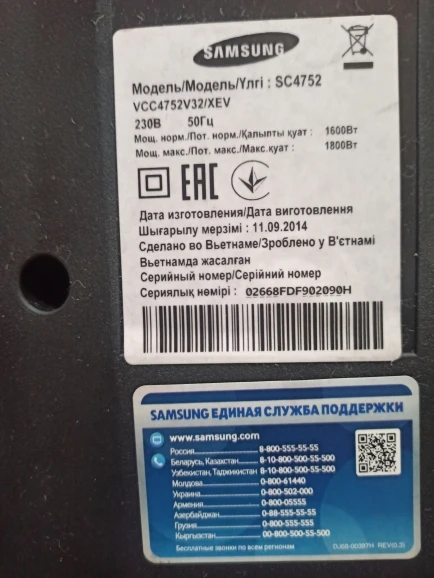 SAMSUNG
Модель/Модель/Үлгі : SC4752
VCC4752V32/XEV
230В 50Гц
Мощ. норм./Пот. норм./Қалыпты қуат : 1600Вт
Мощ. макс./Пот. макс./Макс.қуат : 1800Вт
EAC
Дата изготовления/Дата виготовлення
Шығарылу мерзімі : 11.09.2014
Сделано во Вьетнаме/Зроблено у В'єтнамі
Вьетнамда жасалған
Серийный номер/Серійний номер
Сериялық нөмірі : 02668FDF902090H
SAMSUNG ЕДИНАЯ СЛУЖБА ПОДДЕРЖКИ
www.samsung.com
Россия 8-800-555-55-55
Беларусь, Казахстан 8-10-800-500-55-500
Узбекистан, Таджикистан 8-10-800-500-55-500
Молдова 0-800-61440
Украина 0-800-502-000
Армения 0-800-05555
Азербайджан 0-88-555-55-55
Грузия 0-800-555-555
Кыргызстан 00-800-500-55-500
Бесплатные звонки по всем регионам